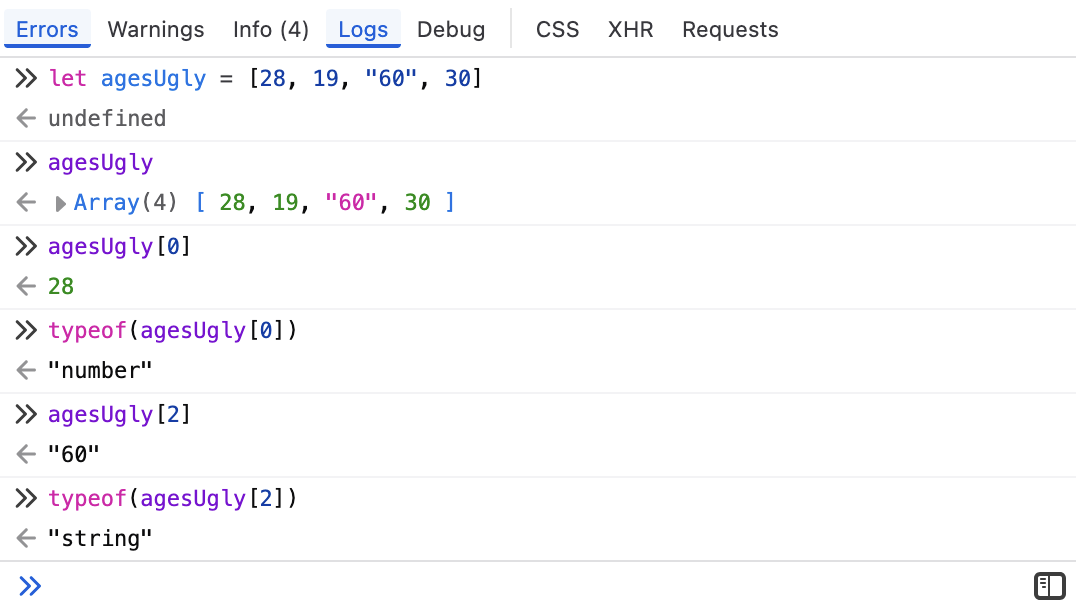 Errors Warnings Info (4) Logs Debug CSS XHR Requests
let agesUgly = [28, 19, "60", 30]
undefined
agesUgly
Array(4) [ 28, 19, "60", 30 ]
agesUgly[0]
28
typeof(agesUgly[0])
"number"
agesUgly[2]
"60"
typeof(agesUgly[2])
"string"